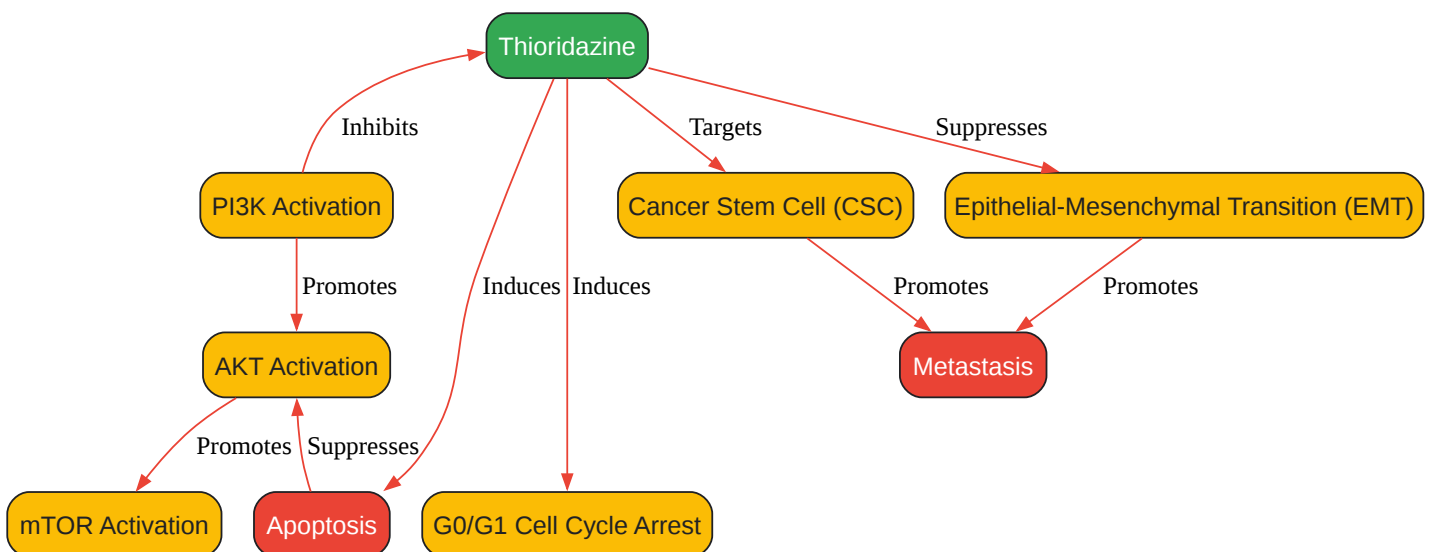 Thioridazine
Inhibits
Targets
Suppresses
PI3K Activation
Cancer Stem Cell (CSC)
Epithelial-Mesenchymal Transition (EMT)
Promotes
Induces
Induces
Promotes
Promotes
AKT Activation
Metastasis
Promotes
Suppresses
mTOR Activation
Apoptosis
G0/G1 Cell Cycle Arrest